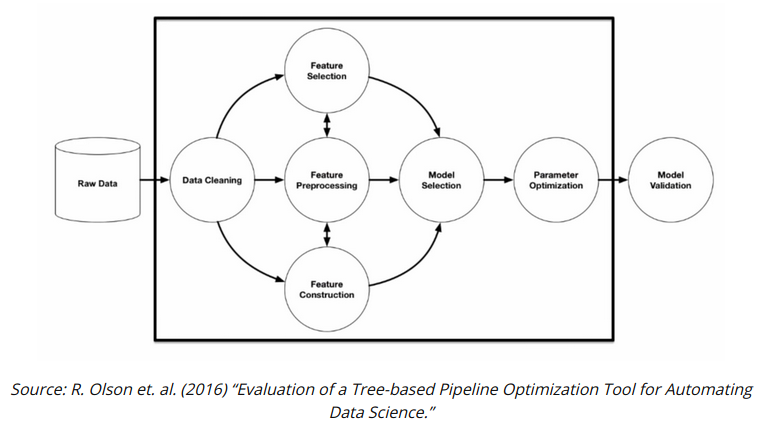 Feature
Selection
Raw Data
Data Cleaning
Feature
Preprocessing
Model
Selection
Parameter
Optimization
Model
Validation
Feature
Construction
Source: R. Olson et. al. (2016) “Evaluation of a Tree-based Pipeline Optimization Tool for Automating
Data Science.”